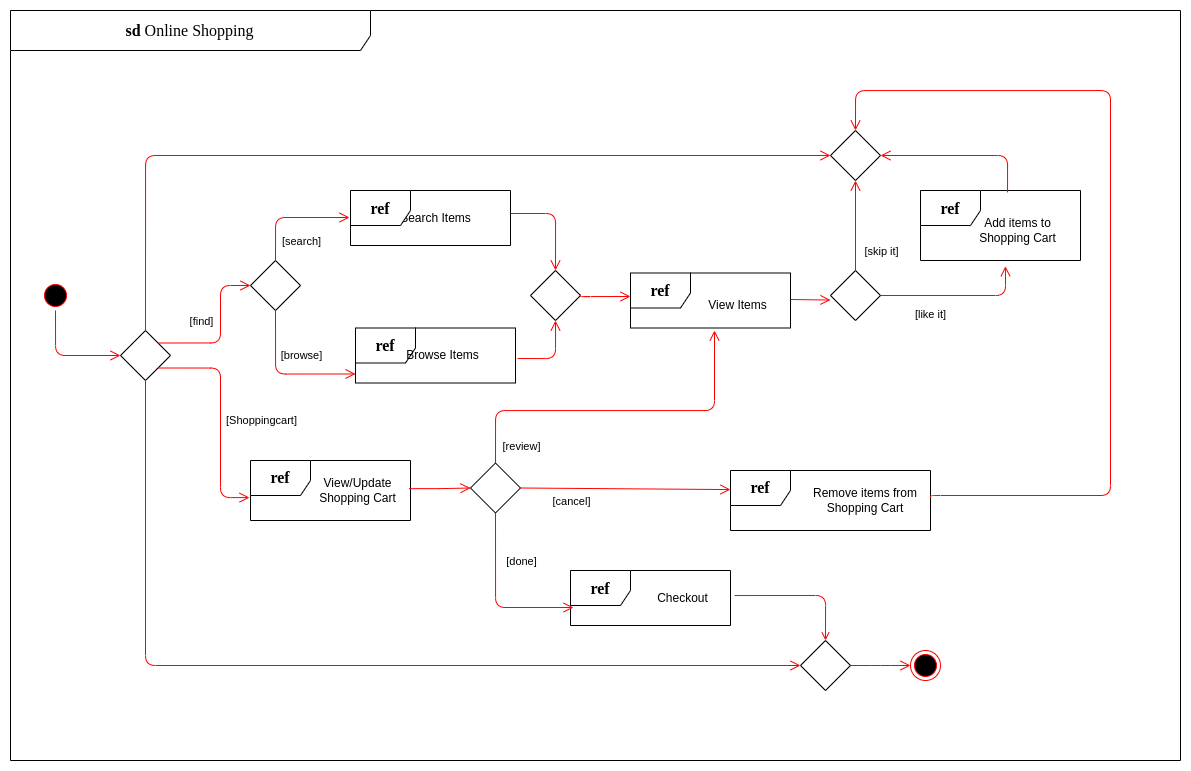 sd Online Shopping
ref
Search Items
[search]
[find]
[browse]
ref
Browse Items
ref
View Items
[skip it]
[like it]
ref
Add items to
Shopping Cart
[Shoppingcart]
ref
View/Update
Shopping Cart
[review]
[cancel]
[done]
ref
Remove items from
Shopping Cart
ref
Checkout